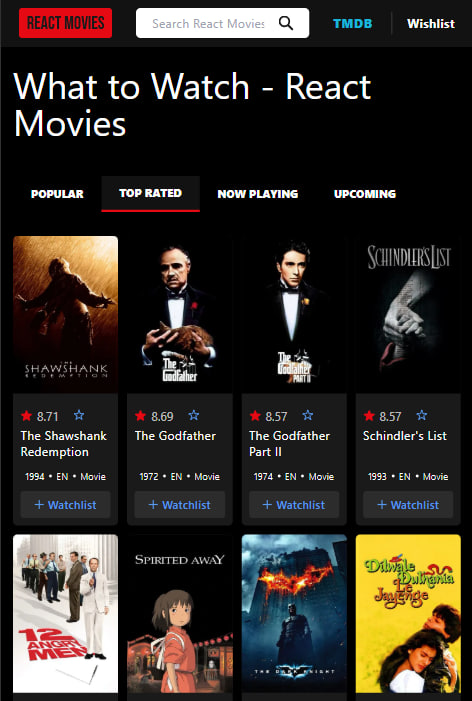 REACT MOVIES
Search React Movies
TMDB
Wishlist
What to Watch - React
Movies
POPULAR
TOP RATED
NOW PLAYING
UPCOMING
THE
SHAWSHANK
REDEMPTION
The
Godfather
The
Godfather
PART II
SCHINDLER'S LIST
8.71
8.69
8.57
8.57
The Shawshank
Redemption
The Godfather
The Godfather
Part II
Schindler's List
1994 • EN • Movie
1972 • EN • Movie
1974 • EN • Movie
1993 • EN • Movie
+ Watchlist
+ Watchlist
+ Watchlist
+ Watchlist
12
ANGRY
MEN
SPIRITED AWAY
THE DARK KNIGHT
Dilwale
Dulhania
Le
Jayenge